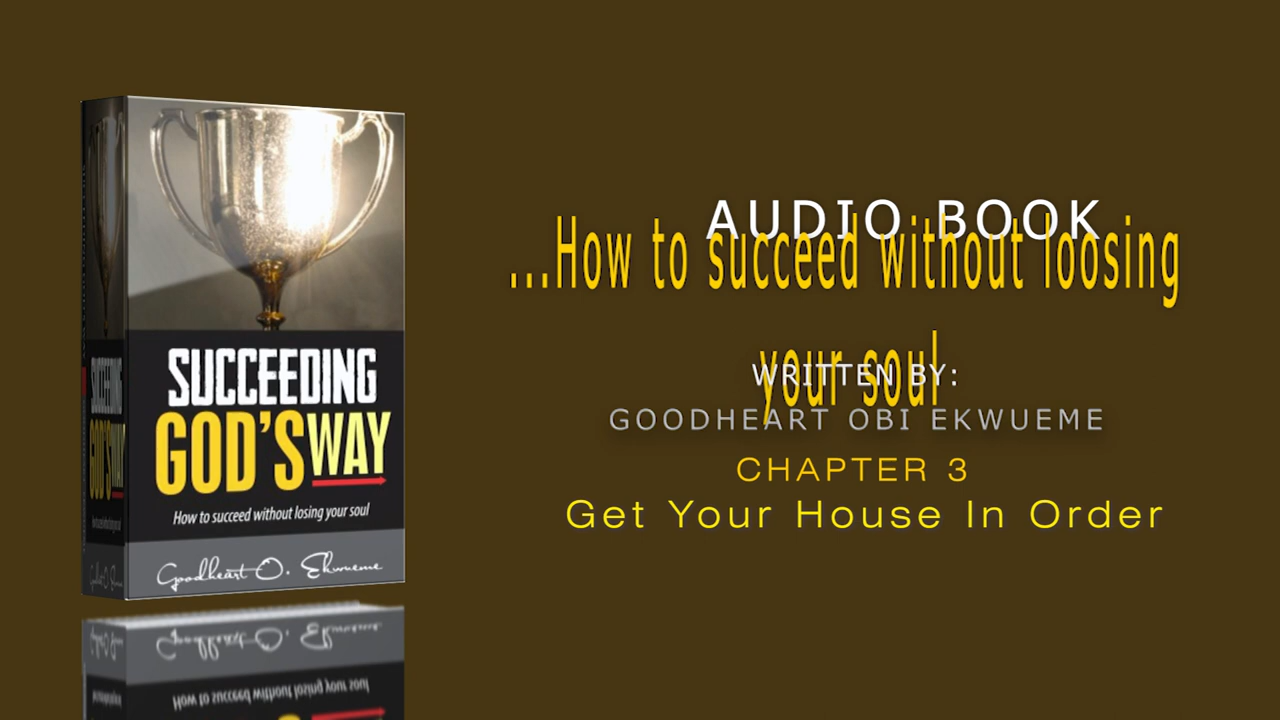 SUCCEEDING
GOD'S WAY
How to succeed without losing your soul
Goodheart O. Ekwueme
AUDIO BOOK
...How to succeed without loosing
your soul
WRITTEN BY:
GOODHEART OBI EKWUEME
CHAPTER 3
Get Your House In Order